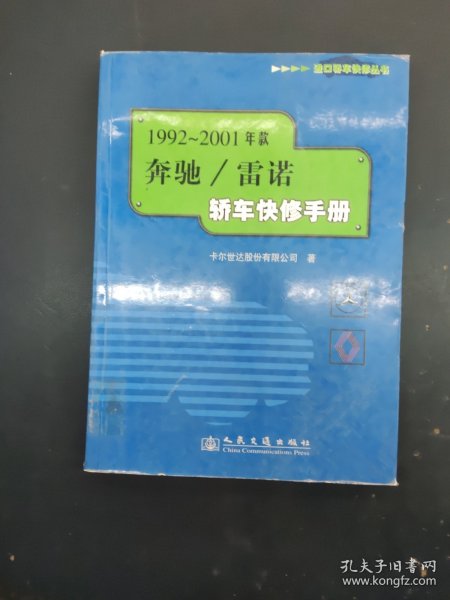 ▶▶▶▶进口轿车快修丛书
1992~2001年款
奔驰/雷诺
轿车快修手册
卡尔世达股份有限公司 著
人民交通出版社
China Communications Press
孔夫子旧书网
www.kongfz.com